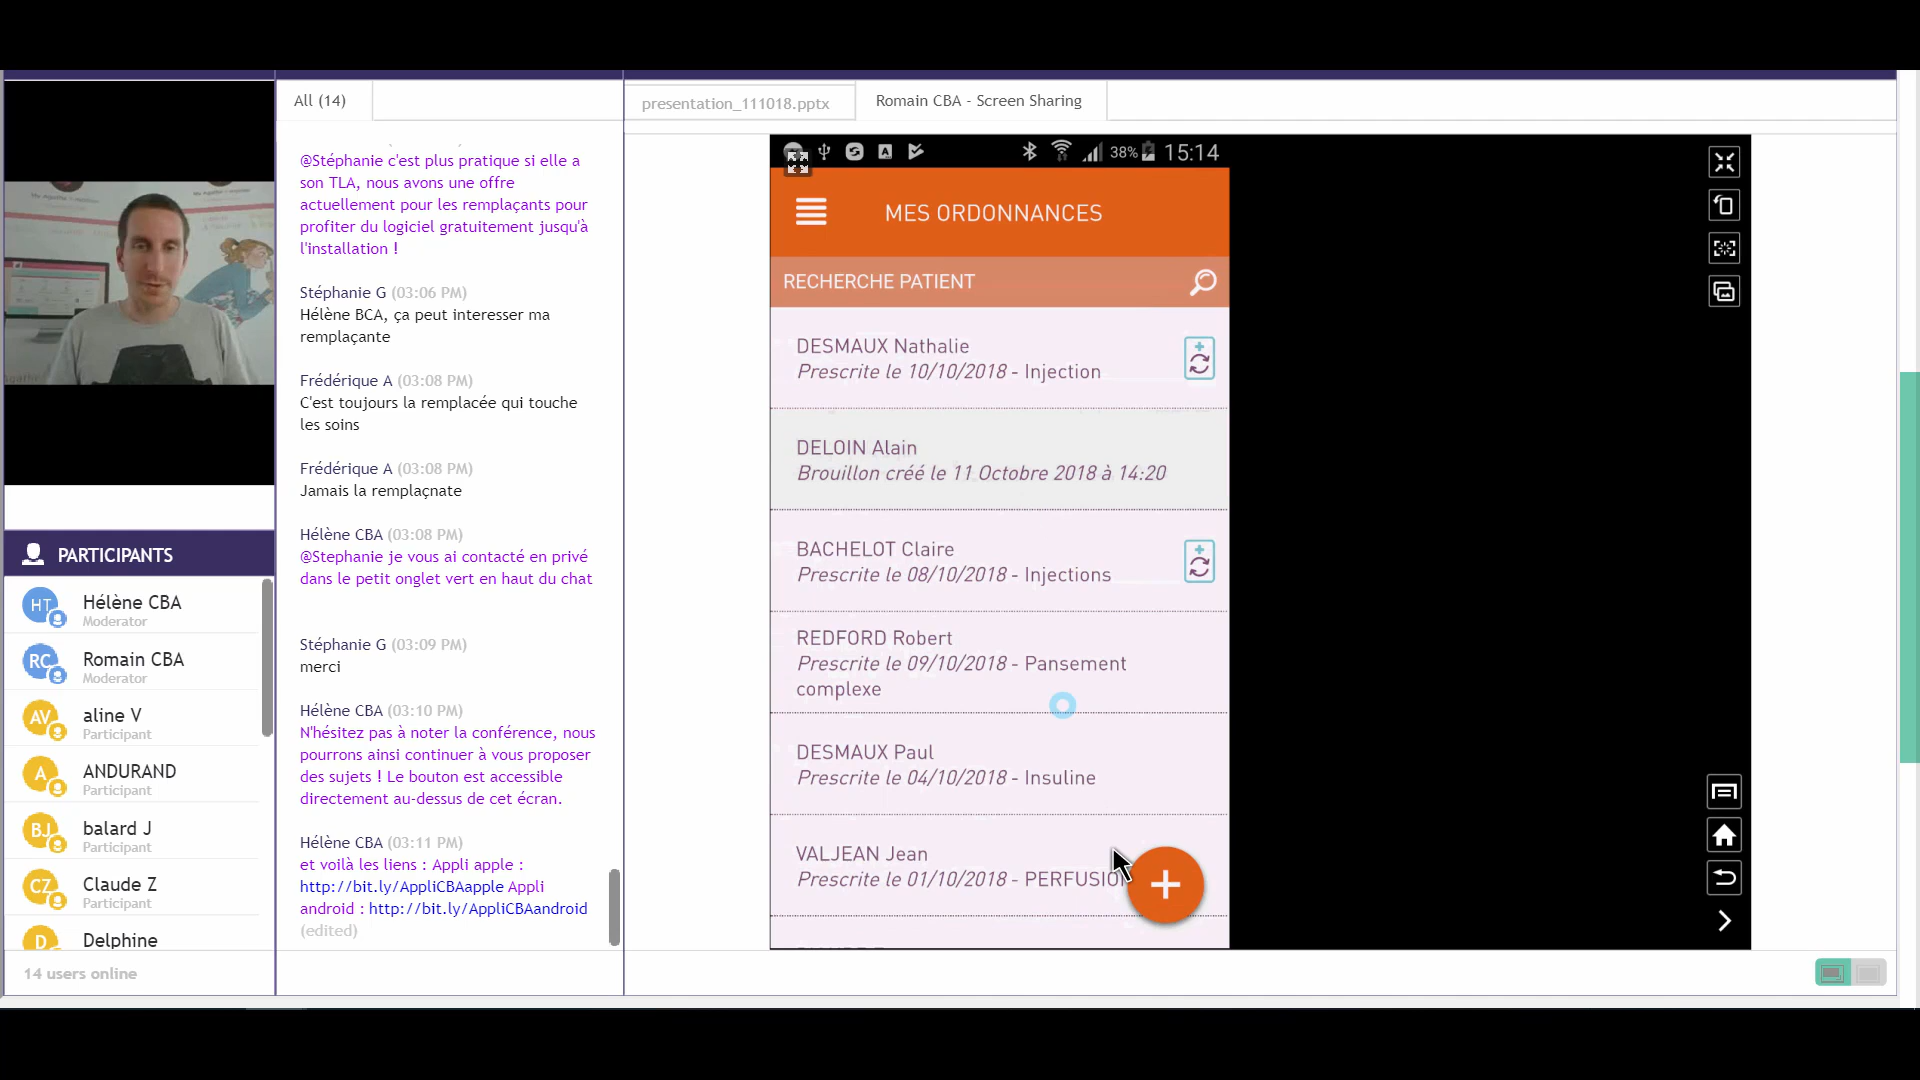 All (14)
presentation_111018.pptx
Romain CBA - Screen Sharing
@Stéphanie c'est plus pratique si elle a
son TLA, nous avons une offre
actuellement pour les remplaçants pour
profiter du logiciel gratuitement jusqu'à
l'installation !
Stéphanie G (03:06 PM)
Hélène BCA, ça peut interesser ma
remplaçante
Frédérique A (03:08 PM)
C'est toujours la remplacée qui touche
les soins
Frédérique A (03:08 PM)
Jamais la remplaçnate
Hélène CBA (03:08 PM)
@Stephanie je vous ai contacté en privé
dans le petit onglet vert en haut du chat
Stéphanie G (03:09 PM)
merci
Hélène CBA (03:10 PM)
N'hésitez pas à noter la conférence, nous
pourrons ainsi continuer à vous proposer
des sujets ! Le bouton est accessible
directement au-dessus de cet écran.
Hélène CBA (03:11 PM)
et voilà les liens : Appli apple :
http://bit.ly/AppliCBAapple Appli
android : http://bit.ly/AppliCBAandroid
(edited)
PARTICIPANTS
HT Hélène CBA
Moderator
RC Romain CBA
Moderator
AV aline V
Participant
A ANDURAND
Participant
BJ balard J
Participant
CZ Claude Z
Participant
D Delphine
14 users online
38% 15:14
MES ORDONNANCES
RECHERCHE PATIENT
DESMAUX Nathalie
Prescrite le 10/10/2018 - Injection
DELOIN Alain
Brouillon créé le 11 Octobre 2018 à 14:20
BACHELOT Claire
Prescrite le 08/10/2018 - Injections
REDFORD Robert
Prescrite le 09/10/2018 - Pansement
complexe
DESMAUX Paul
Prescrite le 04/10/2018 - Insuline
VALJEAN Jean
Prescrite le 01/10/2018 - PERFUSION